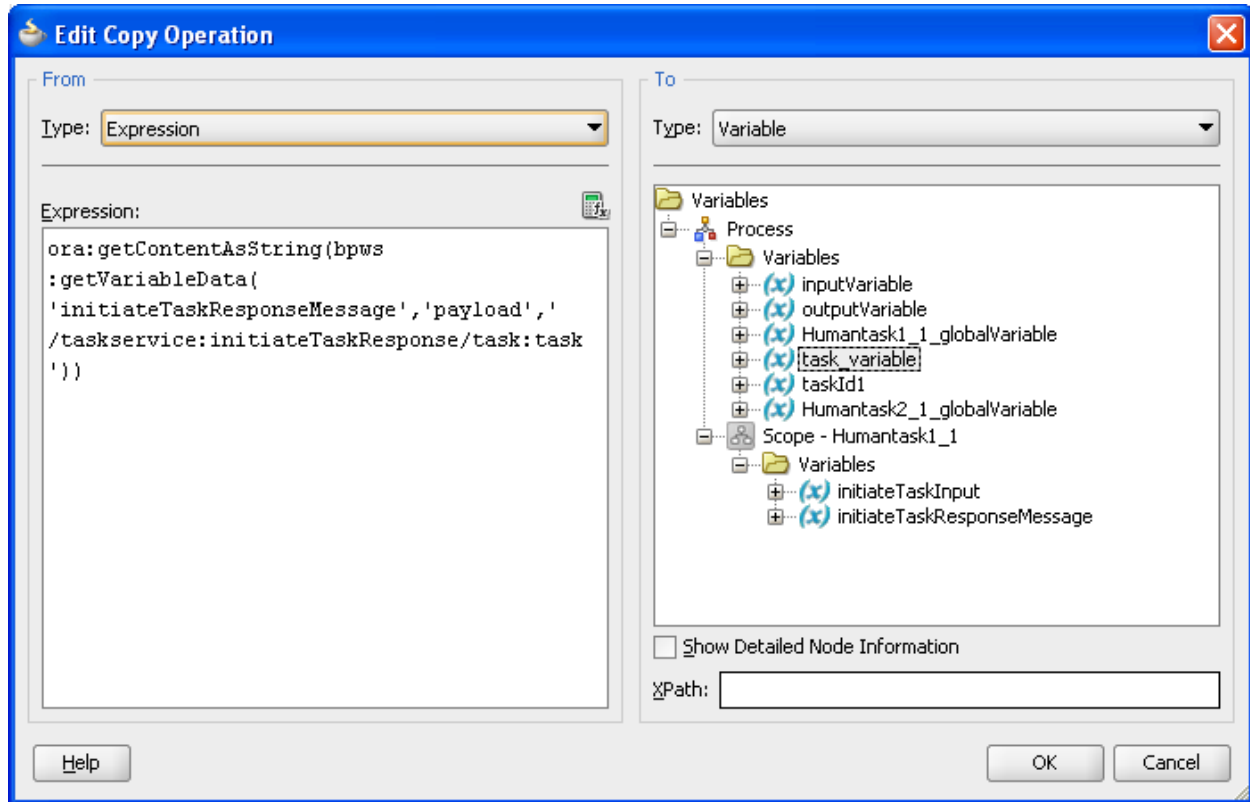 Edit Copy Operation
From
Type: Expression
Expression:
ora:getContentAsString(bpws
:getVariableData(
'initiateTaskResponseMessage','payload','
/taskservice:initiateTaskResponse/task:task
'))
To
Type: Variable
Variables
Process
Variables
(x) inputVariable
(x) outputVariable
(x) Humantask1_1_globalVariable
(x) task_variable
(x) taskId1
(x) Humantask2_1_globalVariable
Scope - Humantask1_1
Variables
(x) initiateTaskInput
(x) initiateTaskResponseMessage
Show Detailed Node Information
XPath:
Help
OK
Cancel